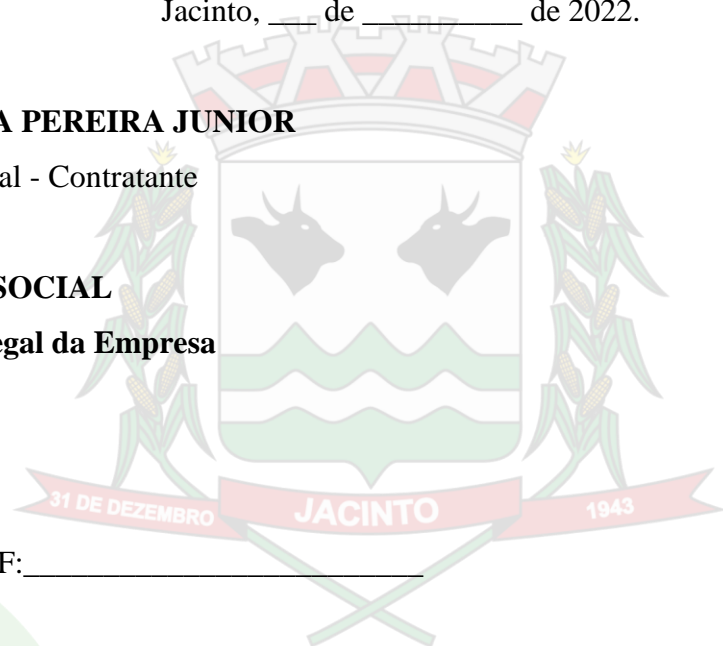 Jacinto, ___ de __________ de 2022.
A PEREIRA JUNIOR
al - Contratante
SOCIAL
egal da Empresa
31 DE DEZEMBRO JACINTO 1943
F:_________________________